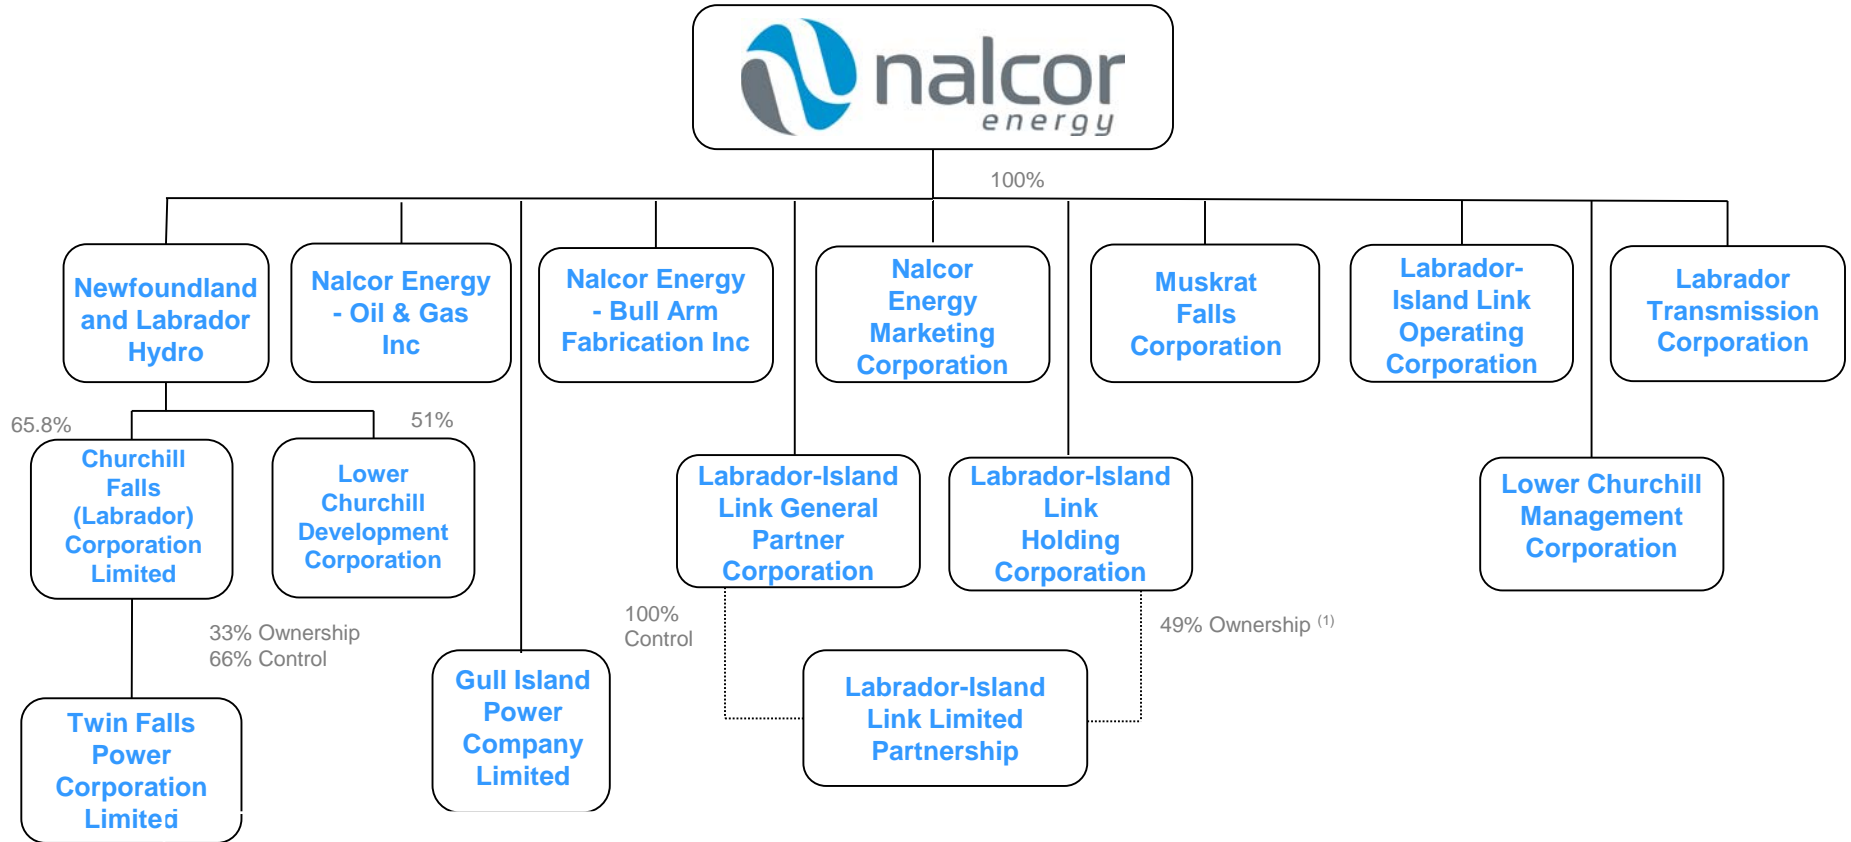 nalcor
energy
100%
Newfoundland
and Labrador
Hydro
Nalcor Energy
- Oil & Gas
Inc
Nalcor Energy
- Bull Arm
Fabrication Inc
Nalcor
Energy
Marketing
Corporation
Muskrat
Falls
Corporation
Labrador-
Island Link
Operating
Corporation
Labrador
Transmission
Corporation
65.8%
51%
Churchill
Falls
(Labrador)
Corporation
Limited
Lower
Churchill
Development
Corporation
Labrador-Island
Link General
Partner
Corporation
Labrador-Island
Link
Holding
Corporation
Lower Churchill
Management
Corporation
33% Ownership
66% Control
100%
Control
49% Ownership (1)
Gull Island
Power
Company
Limited
Labrador-Island
Link Limited
Partnership
Twin Falls
Power
Corporation
Limited